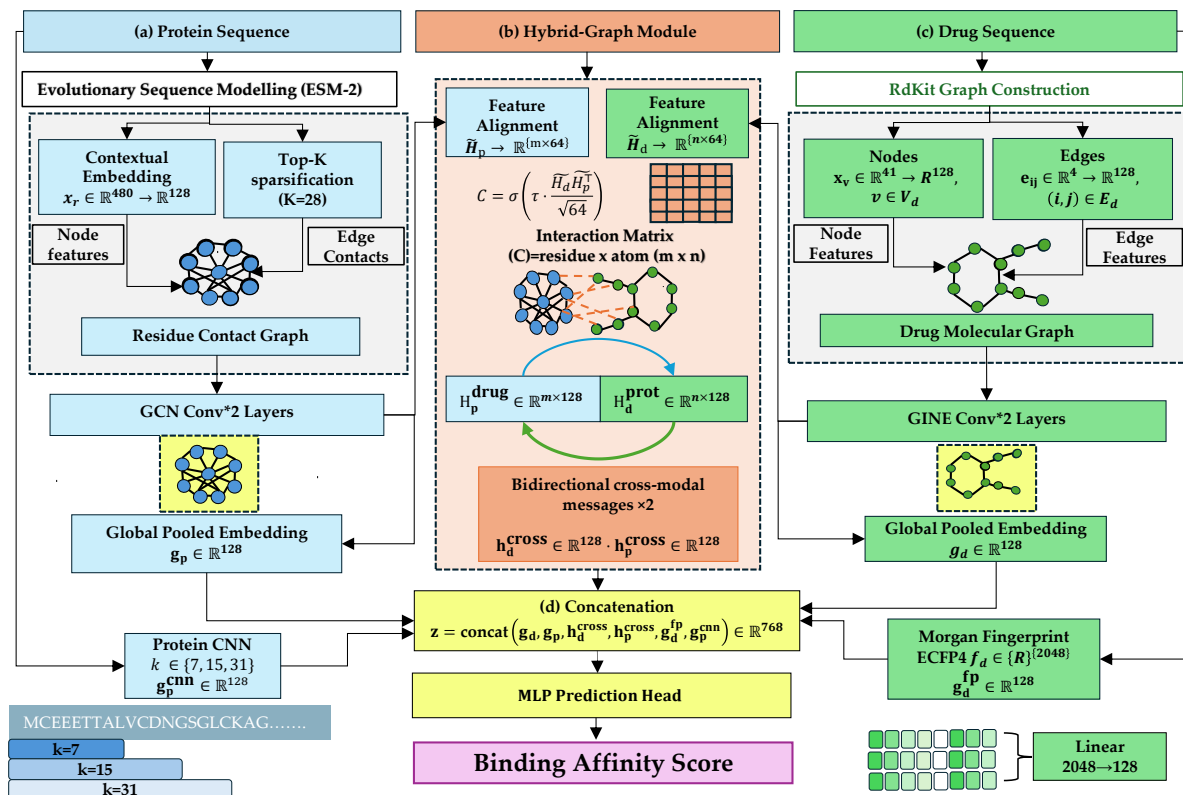 (a) Protein Sequence
Evolutionary Sequence Modelling (ESM-2)
Contextual
Embedding
x_r ∈ ℝ^480 → ℝ^128
Top-K
sparsification
(K=28)
Node
features
Edge
Contacts
Residue Contact Graph
GCN Conv*2 Layers
Global Pooled Embedding
g_p ∈ ℝ^128
Protein CNN
k ∈ {7, 15, 31}
g_p^cnn ∈ ℝ^128
MCEEETTALVCDNGSGLCKAG…….
k=7
k=15
k=31
(b) Hybrid-Graph Module
Feature
Alignment
H̃_p → ℝ^{m×64}
Feature
Alignment
H̃_d → ℝ^{n×64}
C = σ(τ · H̃_d H̃_p^⊤ / √64)
Interaction Matrix
(C)=residue x atom (m x n)
H_p^drug ∈ ℝ^{m×128}
H_d^prot ∈ ℝ^{n×128}
Bidirectional cross-modal
messages ×2
h_d^cross ∈ ℝ^128 · h_p^cross ∈ ℝ^128
(d) Concatenation
z = concat(g_d, g_p, h_d^cross, h_p^cross, g_d^fp, g_p^cnn) ∈ ℝ^768
MLP Prediction Head
Binding Affinity Score
(c) Drug Sequence
RdKit Graph Construction
Nodes
x_v ∈ ℝ^41 → R^128,
v ∈ V_d
Edges
e_ij ∈ ℝ^4 → ℝ^128,
(i, j) ∈ E_d
Node
Features
Edge
Features
Drug Molecular Graph
GINE Conv*2 Layers
Global Pooled Embedding
g_d ∈ ℝ^128
Morgan Fingerprint
ECFP4 f_d ∈ {R}^{2048}
g_d^fp ∈ ℝ^128
Linear
2048→128